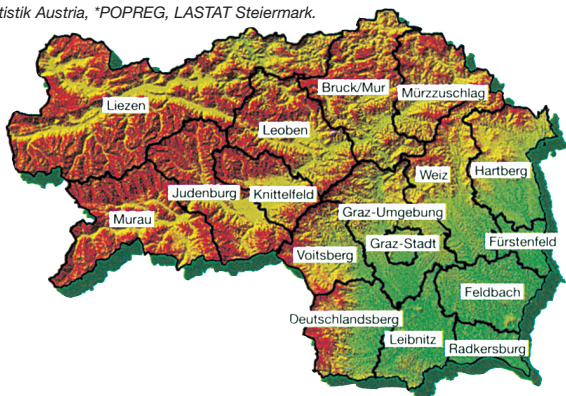 tistik Austria, *POPREG, LASTAT Steiermark.
Bruck/Mur
Mürzzuschlag
Liezen
Leoben
Weiz
Hartberg
Judenburg
Knittelfeld
Murau
Graz-Umgebung
Graz-Stadt
Fürstenfeld
Voitsberg
Feldbach
Deutschlandsberg
Leibnitz
Radkersburg